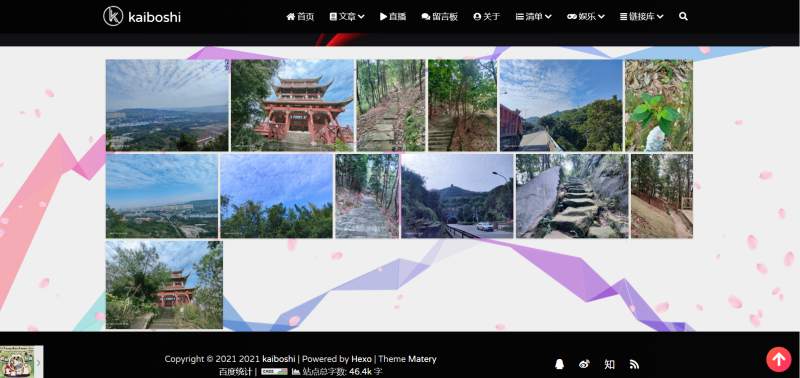 kaiboshi
首页 文章 直播 留言板 关于 清单 娱乐 链接库
Copyright © 2021 2021 kaiboshi | Powered by Hexo | Theme Matery
百度统计 | 站点总字数: 46.4k 字
知